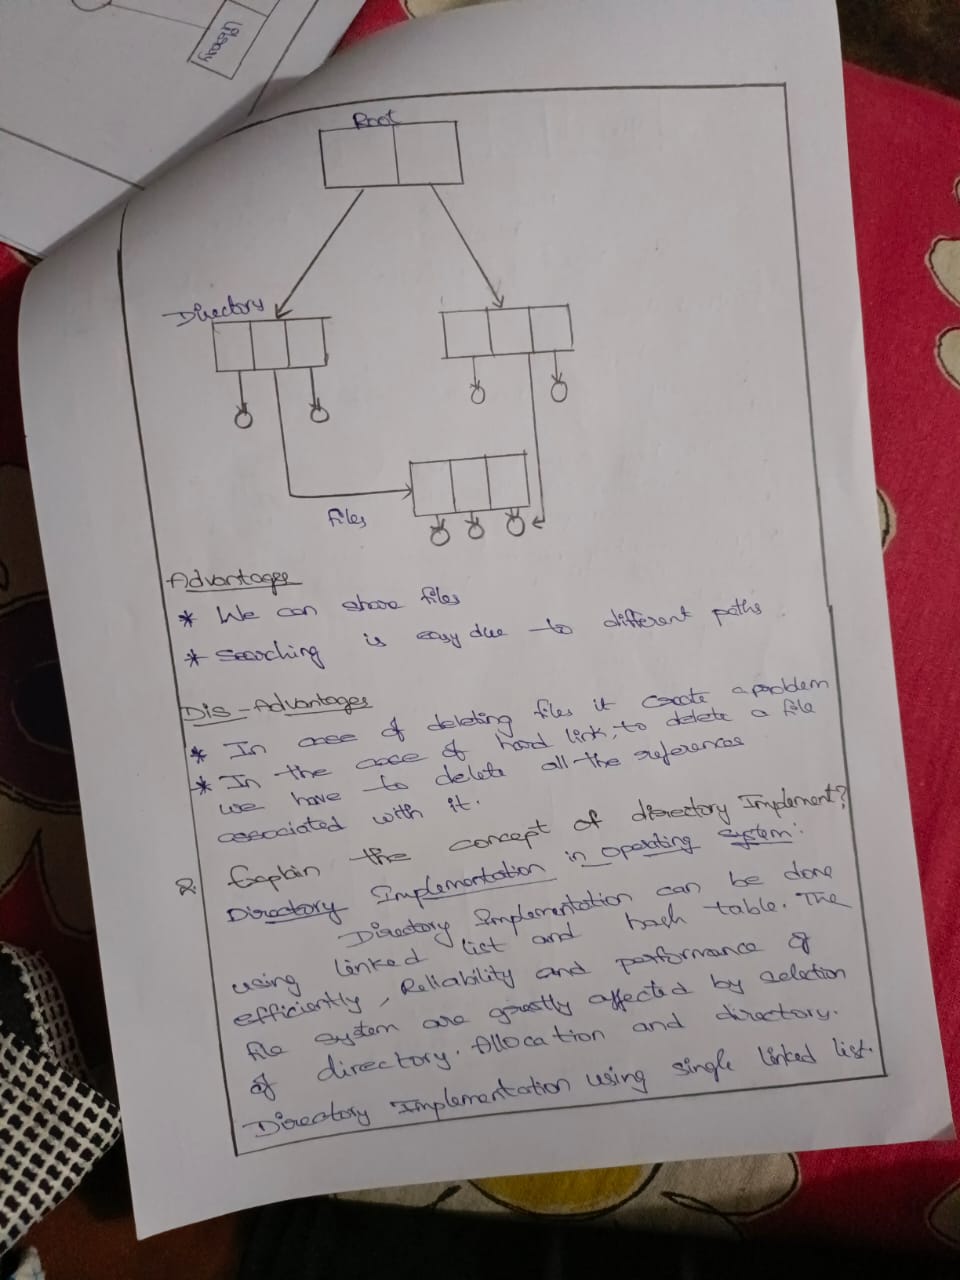 Library
Root
Directory
files
Advantages
* We can share files
* Searching is easy due to different paths
Dis-Advantages
* In case of deleting files it create a problem
* In the case of hard link, to delete a file
we have to delete all the references
associated with it.
2. Explain the concept of directory Implement?
Directory Implementation in operating system:
Directory Implementation can be done
using linked list and hash table. The
efficiently, Reliability and performance of
file system are greatly affected by selection
of directory. Allocation and directory.
Directory Implementation using single linked list.